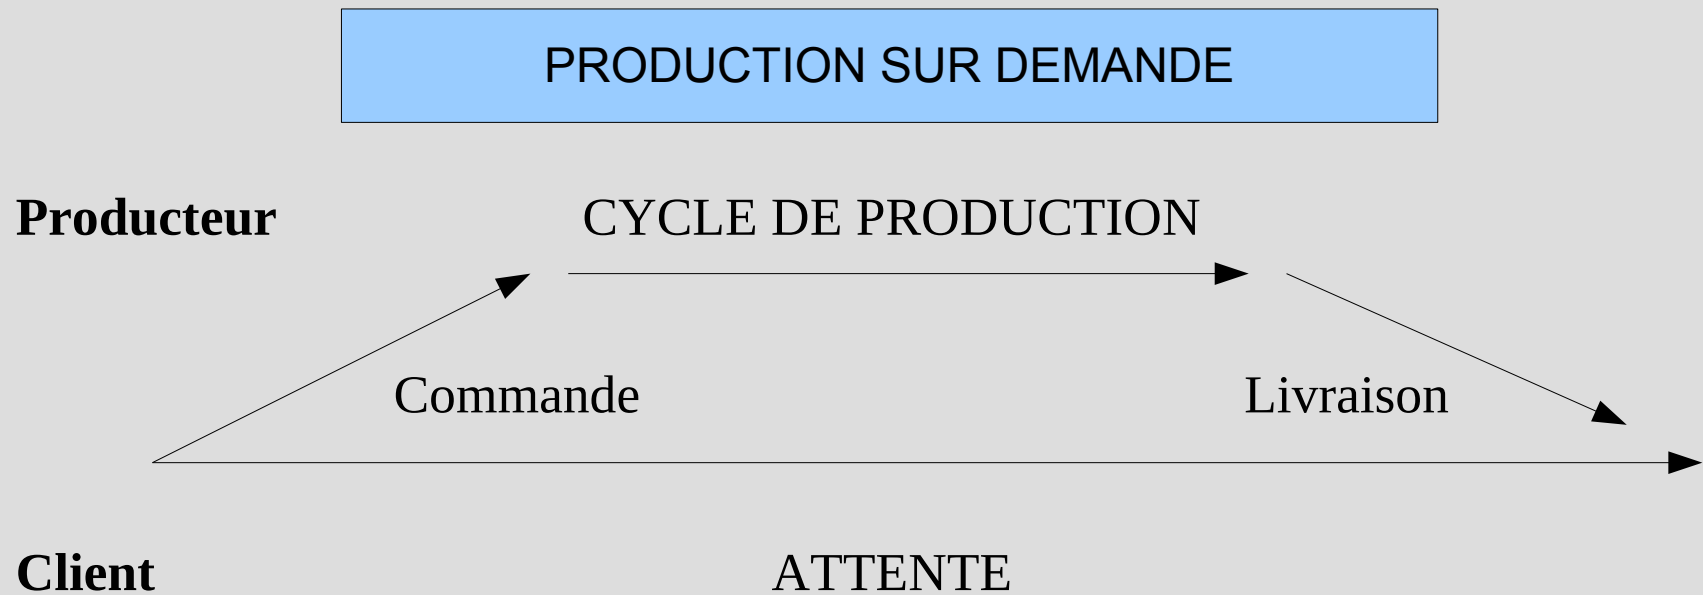 PRODUCTION SUR DEMANDE
Producteur
CYCLE DE PRODUCTION
Commande
Livraison
Client
ATTENTE